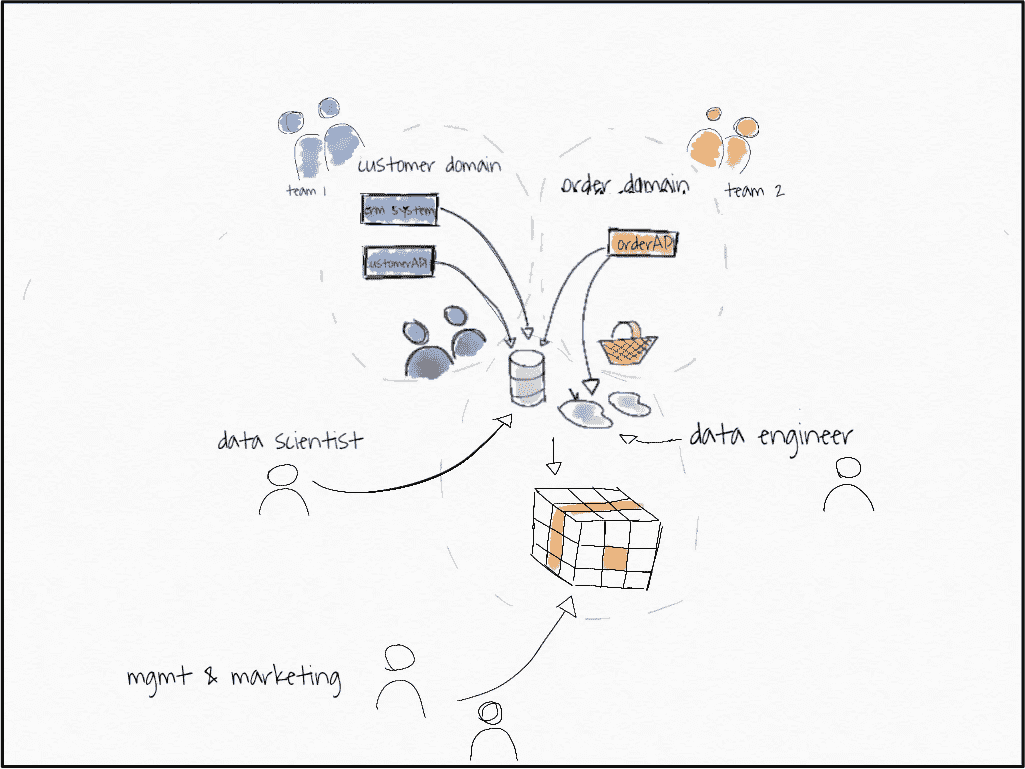 customer domain
team 1
order domain
team 2
crm system
customerAPI
orderAPI
data scientist
data engineer
mgmt & marketing